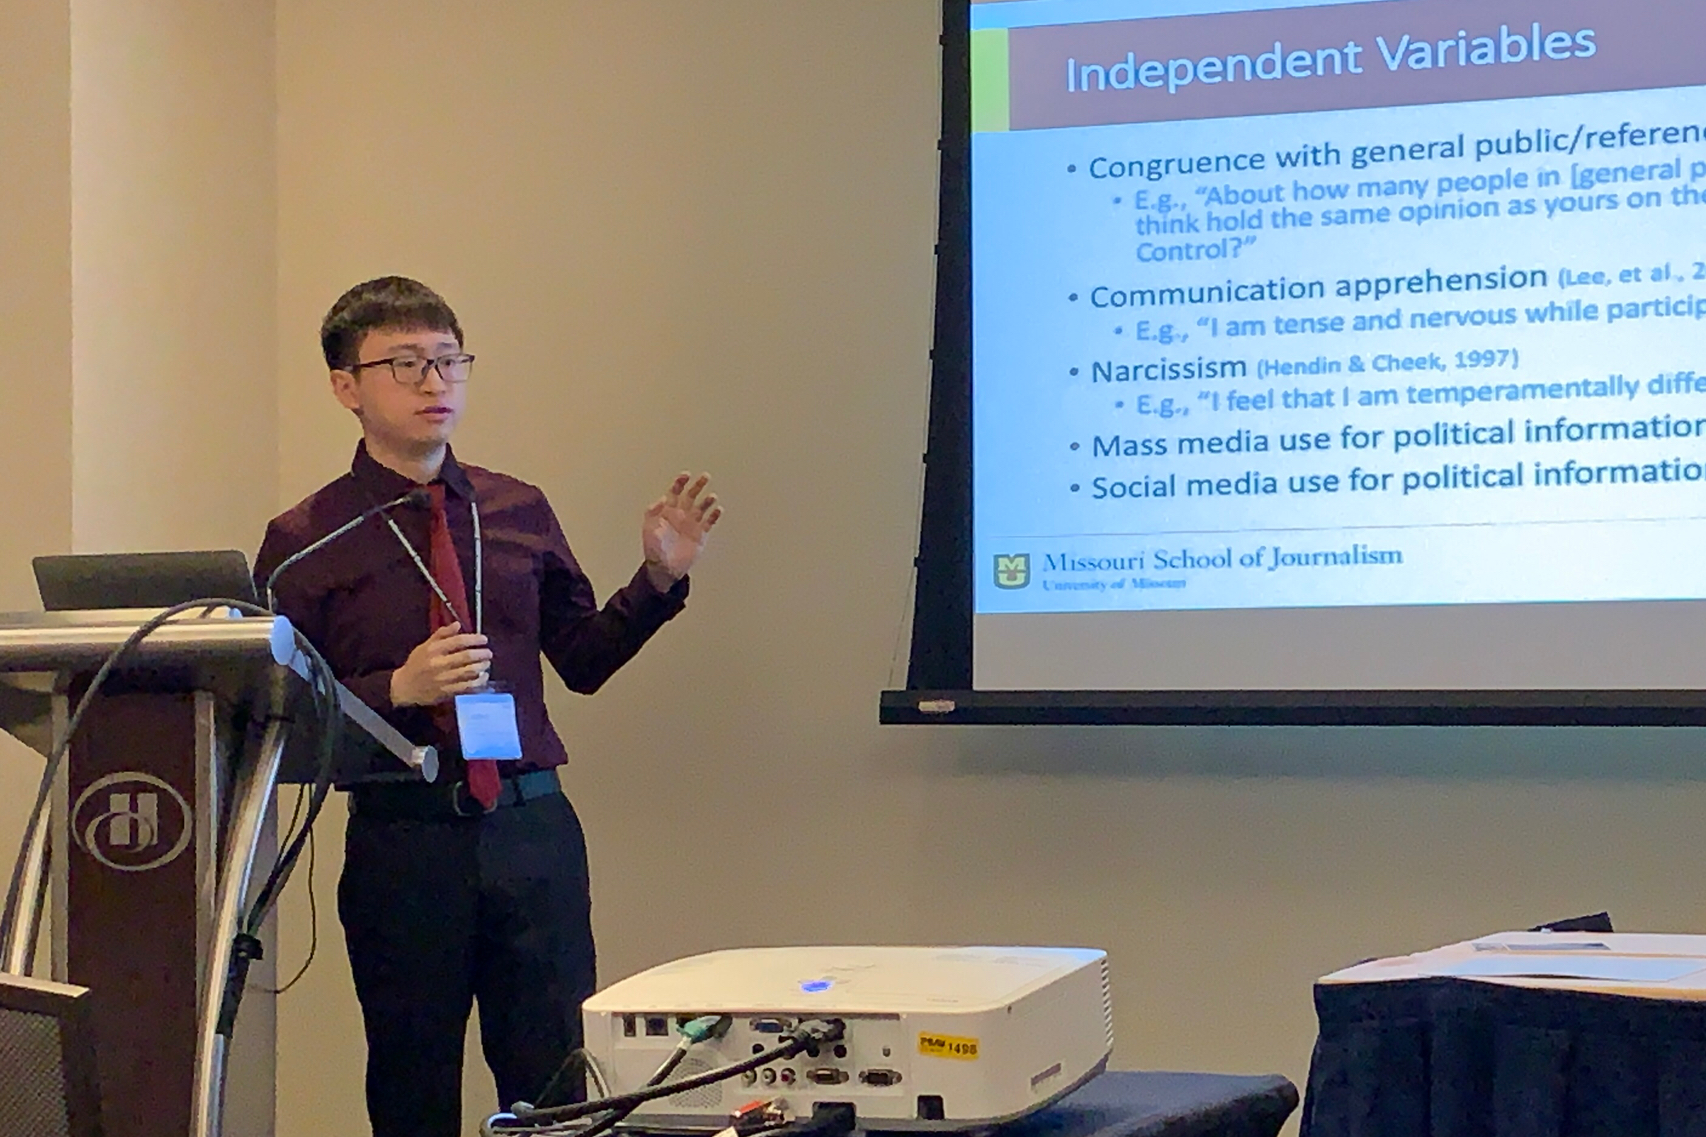 Independent Variables
• Congruence with general public/referen
• E.g., "About how many people in [general p
think hold the same opinion as yours on the
Control?"
• Communication apprehension (Lee, et al., 2
• E.g., "I am tense and nervous while particip
• Narcissism (Hendin & Cheek, 1997)
• E.g., "I feel that I am temperamentally diffe
• Mass media use for political information
• Social media use for political informatio
Missouri School of Journalism
University of Missouri
1498